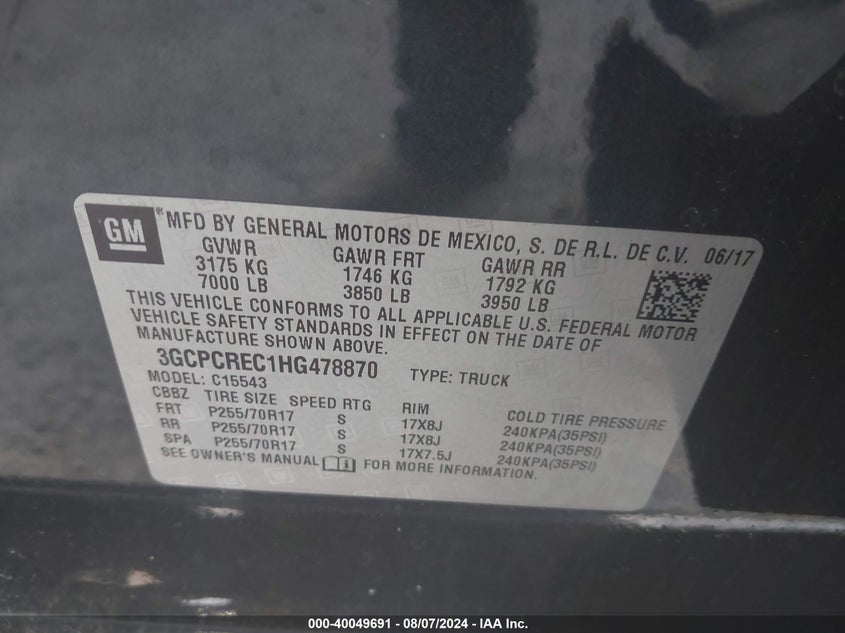 GM ® MFD BY GENERAL MOTORS DE MEXICO, S. DE R.L. DE C.V. 06/17
GVWR GAWR FRT GAWR RR
3175 KG 1746 KG 1792 KG
7000 LB 3850 LB 3950 LB
THIS VEHICLE CONFORMS TO ALL APPLICABLE U.S. FEDERAL MOTOR
VEHICLE SAFETY STANDARDS IN EFFECT ON THE DATE OF
MANUFACTURE SHOWN ABOVE.
3GCPCREC1HG478870 TYPE: TRUCK
MODEL: C15543
CBBZ TIRE SIZE SPEED RTG RIM COLD TIRE PRESSURE
FRT P255/70R17 S 17X8J 240KPA(35PSI)
RR P255/70R17 S 17X8J 240KPA(35PSI)
SPA P255/70R17 S 17X7.5J 240KPA(35PSI)
SEE OWNER'S MANUAL FOR MORE INFORMATION.
000-40049691 - 08/07/2024 - IAA Inc.